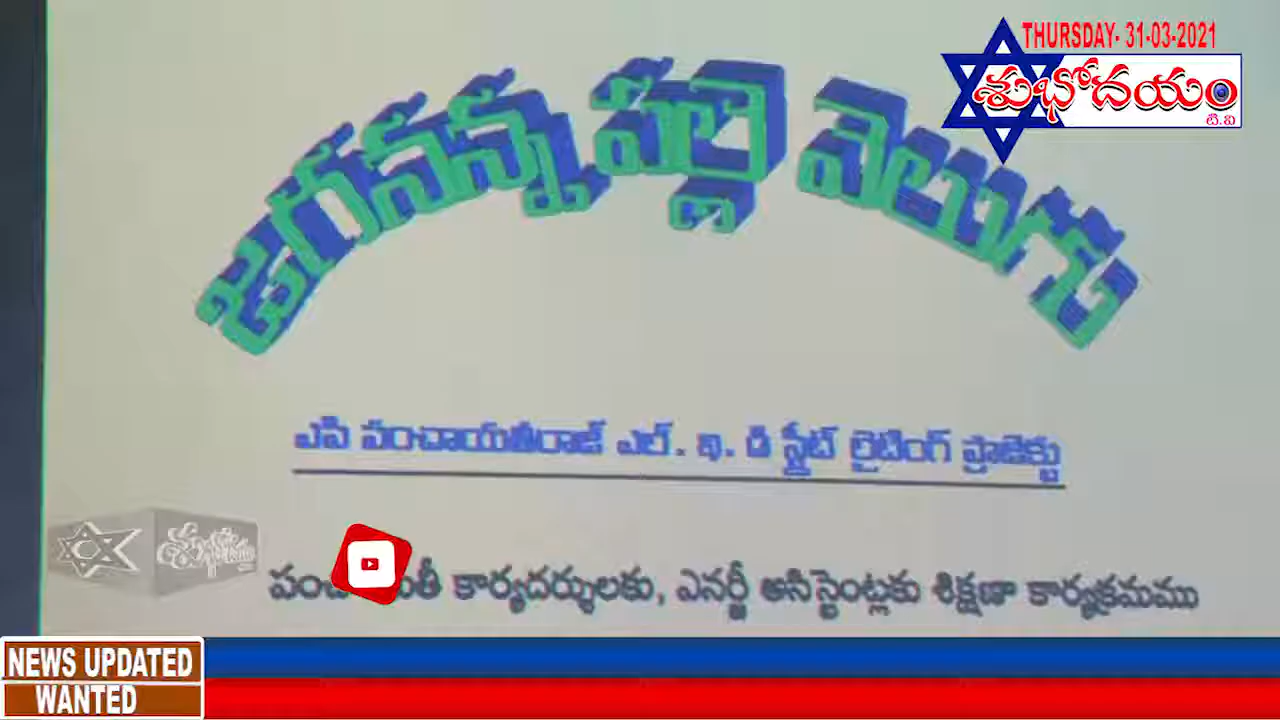 THURSDAY- 31-03-2021
శుభోదయం
టి.వి
జగనన్న పల్లె వెలుగు
ఎపి పంచాయతీరాజ్ ఎల్. ఇ. డి స్ట్రీట్ లైటింగ్ ప్రాజెక్టు
కార్యదర్శులకు, ఎనర్జీ అసిస్టెంట్లకు శిక్షణా కార్యక్రమము
NEWS UPDATED
WANTED